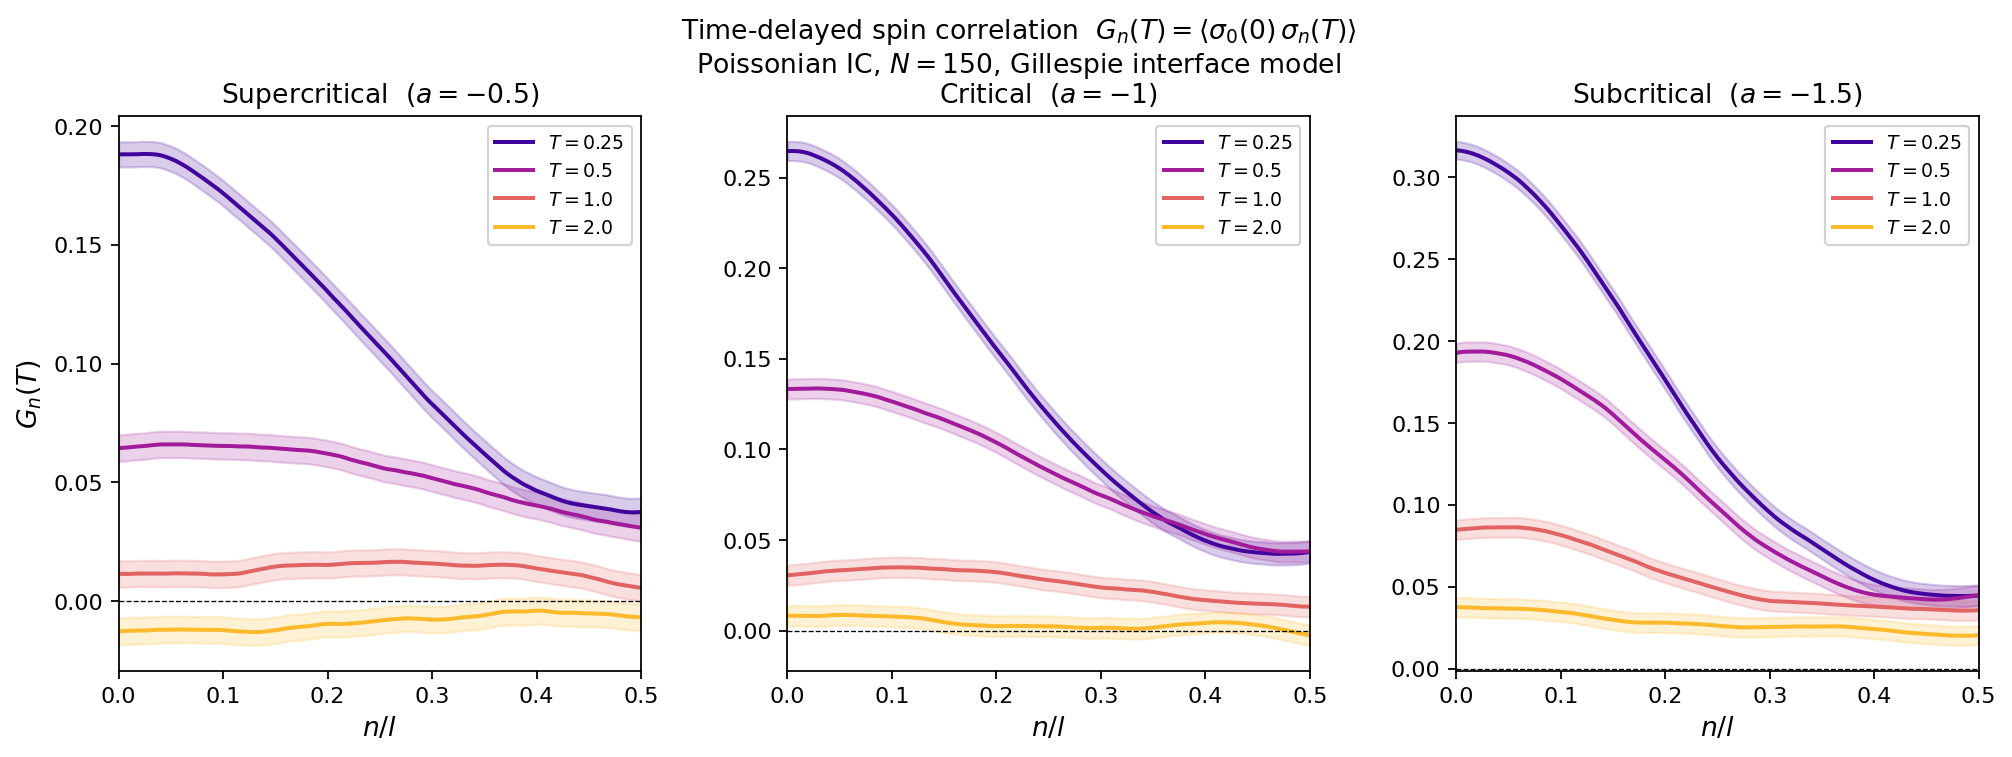 Time-delayed spin correlation $G_n(T) = \langle\sigma_0(0)\,\sigma_n(T)\rangle$
Poissonian IC, $N = 150$, Gillespie interface model
Supercritical ($a = -0.5$)
0.20
0.15
0.10
0.05
0.00
$G_n(T)$
0.0 0.1 0.2 0.3 0.4 0.5
$n/l$
$T = 0.25$
$T = 0.5$
$T = 1.0$
$T = 2.0$
Critical ($a = -1$)
0.25
0.20
0.15
0.10
0.05
0.00
0.0 0.1 0.2 0.3 0.4 0.5
$n/l$
$T = 0.25$
$T = 0.5$
$T = 1.0$
$T = 2.0$
Subcritical ($a = -1.5$)
0.30
0.25
0.20
0.15
0.10
0.05
0.00
0.0 0.1 0.2 0.3 0.4 0.5
$n/l$
$T = 0.25$
$T = 0.5$
$T = 1.0$
$T = 2.0$